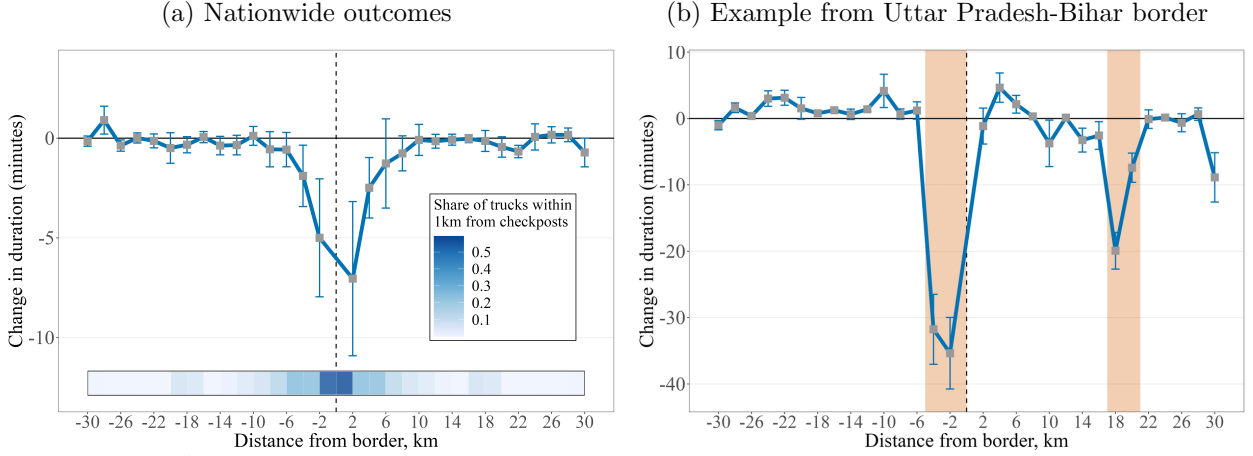 (a) Nationwide outcomes
Change in duration (minutes)
0
-5
-10
Share of trucks within
1km from checkposts
0.5
0.4
0.3
0.2
0.1
-30 -26 -22 -18 -14 -10 -6 -2 2 6 10 14 18 22 26 30
Distance from border, km
(b) Example from Uttar Pradesh-Bihar border
Change in duration (minutes)
10
0
-10
-20
-30
-40
-30 -26 -22 -18 -14 -10 -6 -2 2 6 10 14 18 22 26 30
Distance from border, km